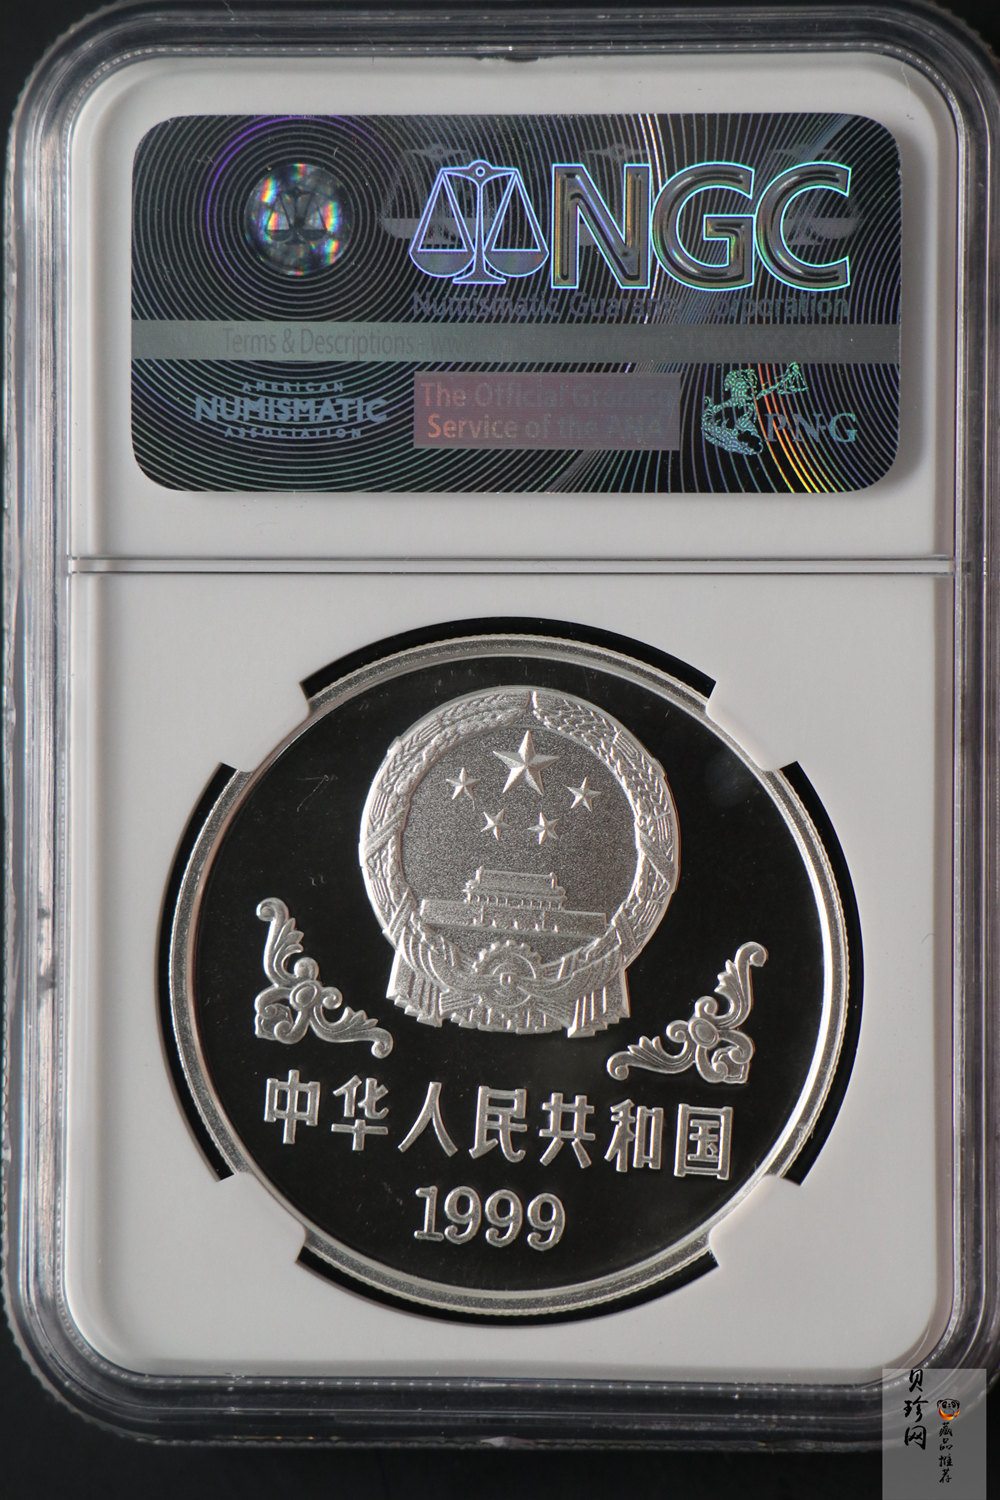 NGC
Numismatic Guaranty Corporation
Terms & Descriptions
AMERICAN
NUMISMATIC
ASSOCIATION
The Official Grading
Service of the ANA
PNG
中华人民共和国
1999
贝珍网
藏品推荐